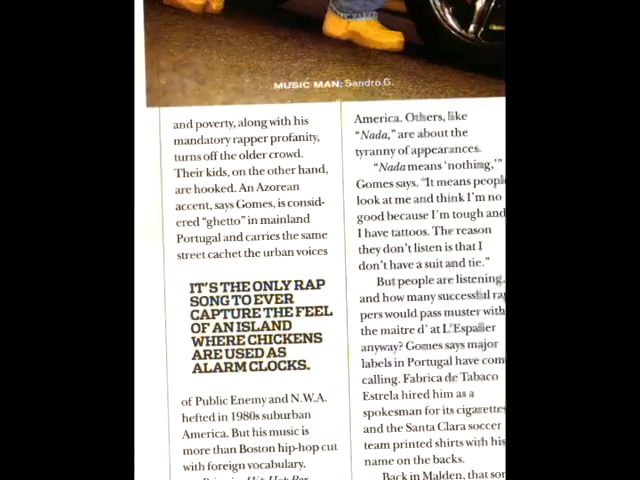 MUSIC MAN: Sandro G.
and poverty, along with his
mandatory rapper profanity,
turns off the older crowd.
Their kids, on the other hand,
are hooked. An Azorean
accent, says Gomes, is consid-
ered "ghetto" in mainland
Portugal and carries the same
street cachet the urban voices
IT'S THE ONLY RAP
SONG TO EVER
CAPTURE THE FEEL
OF AN ISLAND
WHERE CHICKENS
ARE USED AS
ALARM CLOCKS.
of Public Enemy and N.W.A.
hefted in 1980s suburban
America. But his music is
more than Boston hip-hop cut
with foreign vocabulary.
America. Others, like
"Nada," are about the
tyranny of appearances.
"Nada means 'nothing,'"
Gomes says. "It means peopl
look at me and think I'm no
good because I'm tough and
I have tattoos. The reason
they don't listen is that I
don't have a suit and tie."
But people are listening,
and how many successful rap
pers would pass muster with
the maitre d' at L'Espalier
anyway? Gomes says major
labels in Portugal have com
calling. Fabrica de Tabaco
Estrela hired him as a
spokesman for its cigarettes
and the Santa Clara soccer
team printed shirts with his
name on the backs.
Back in Malden, that sor